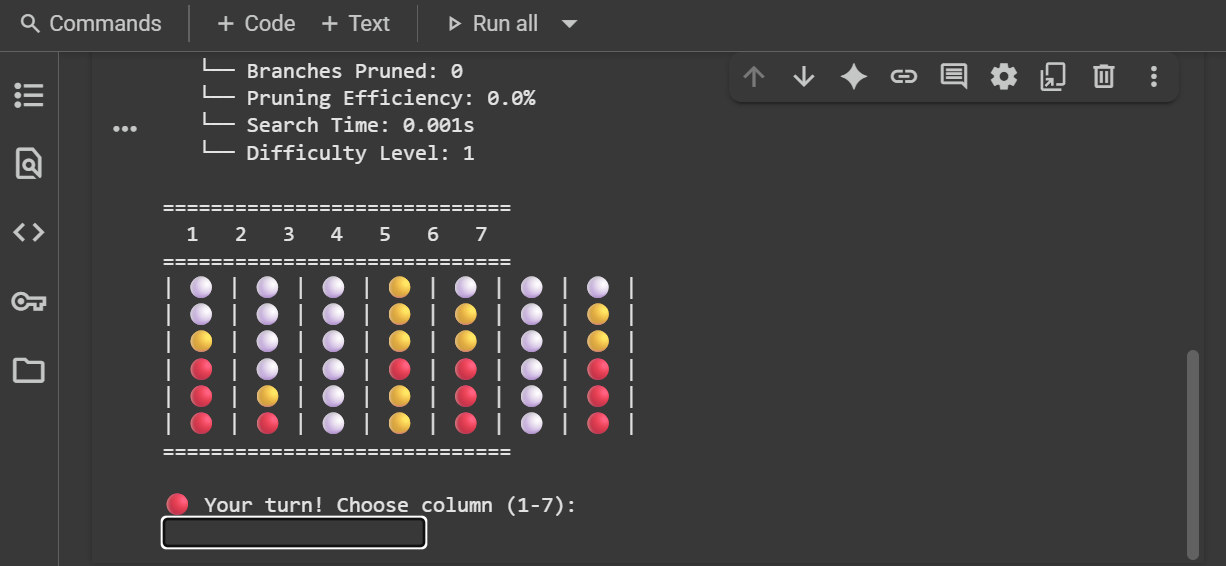 Commands + Code + Text Run all
└── Branches Pruned: 0
└── Pruning Efficiency: 0.0%
└── Search Time: 0.001s
└── Difficulty Level: 1
=============================
1 2 3 4 5 6 7
=============================
| ⚪ | ⚪ | ⚪ | 🟡 | ⚪ | ⚪ | ⚪ |
| ⚪ | ⚪ | ⚪ | 🟡 | 🟡 | ⚪ | 🟡 |
| 🟡 | ⚪ | ⚪ | 🟡 | 🟡 | ⚪ | 🟡 |
| 🔴 | ⚪ | ⚪ | 🔴 | 🔴 | ⚪ | 🔴 |
| 🔴 | 🟡 | ⚪ | 🟡 | 🔴 | ⚪ | 🔴 |
| 🔴 | 🔴 | ⚪ | 🟡 | 🔴 | ⚪ | 🔴 |
=============================
🔴 Your turn! Choose column (1-7):